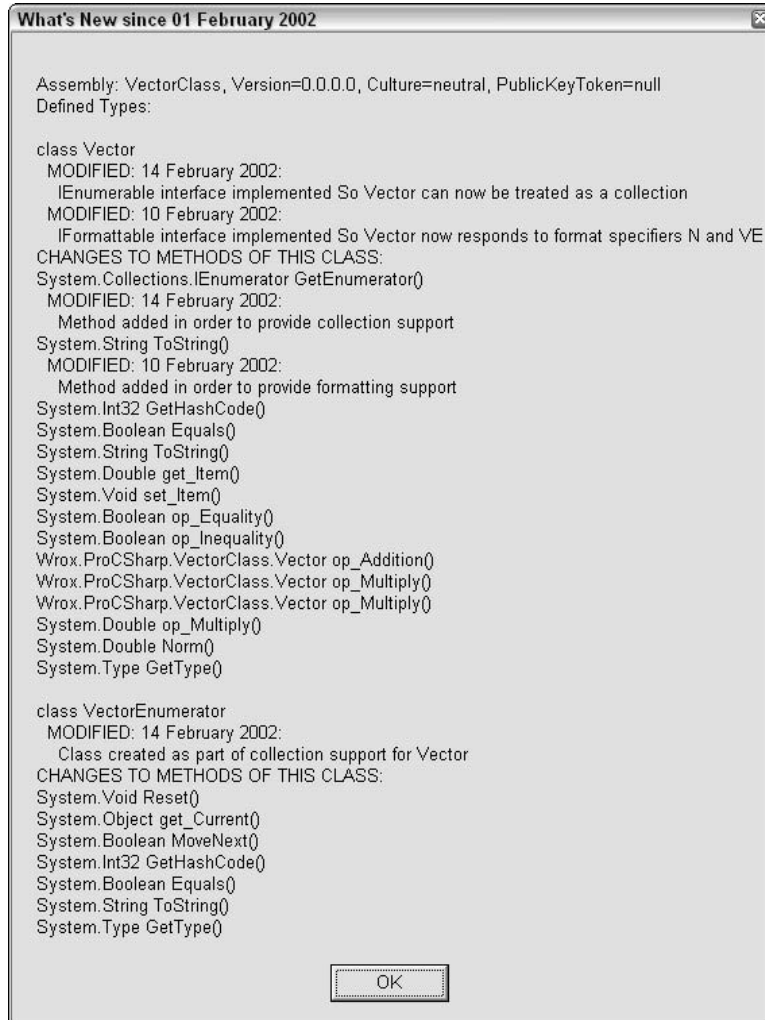 What's New since 01 February 2002
Assembly: VectorClass, Version=0.0.0.0, Culture=neutral, PublicKeyToken=null
Defined Types:
class Vector
MODIFIED: 14 February 2002:
IEnumerable interface implemented So Vector can now be treated as a collection
MODIFIED: 10 February 2002:
IFormattable interface implemented So Vector now responds to format specifiers N and VE
CHANGES TO METHODS OF THIS CLASS:
System.Collections.IEnumerator GetEnumerator()
MODIFIED: 14 February 2002:
Method added in order to provide collection support
System.String ToString()
MODIFIED: 10 February 2002:
Method added in order to provide formatting support
System.Int32 GetHashCode()
System.Boolean Equals()
System.String ToString()
System.Double get_Item()
System.Void set_Item()
System.Boolean op_Equality()
System.Boolean op_Inequality()
Wrox.ProCSharp.VectorClass.Vector op_Addition()
Wrox.ProCSharp.VectorClass.Vector op_Multiply()
Wrox.ProCSharp.VectorClass.Vector op_Multiply()
System.Double op_Multiply()
System.Double Norm()
System.Type GetType()
class VectorEnumerator
MODIFIED: 14 February 2002:
Class created as part of collection support for Vector
CHANGES TO METHODS OF THIS CLASS:
System.Void Reset()
System.Object get_Current()
System.Boolean MoveNext()
System.Int32 GetHashCode()
System.Boolean Equals()
System.String ToString()
System.Type GetType()
OK